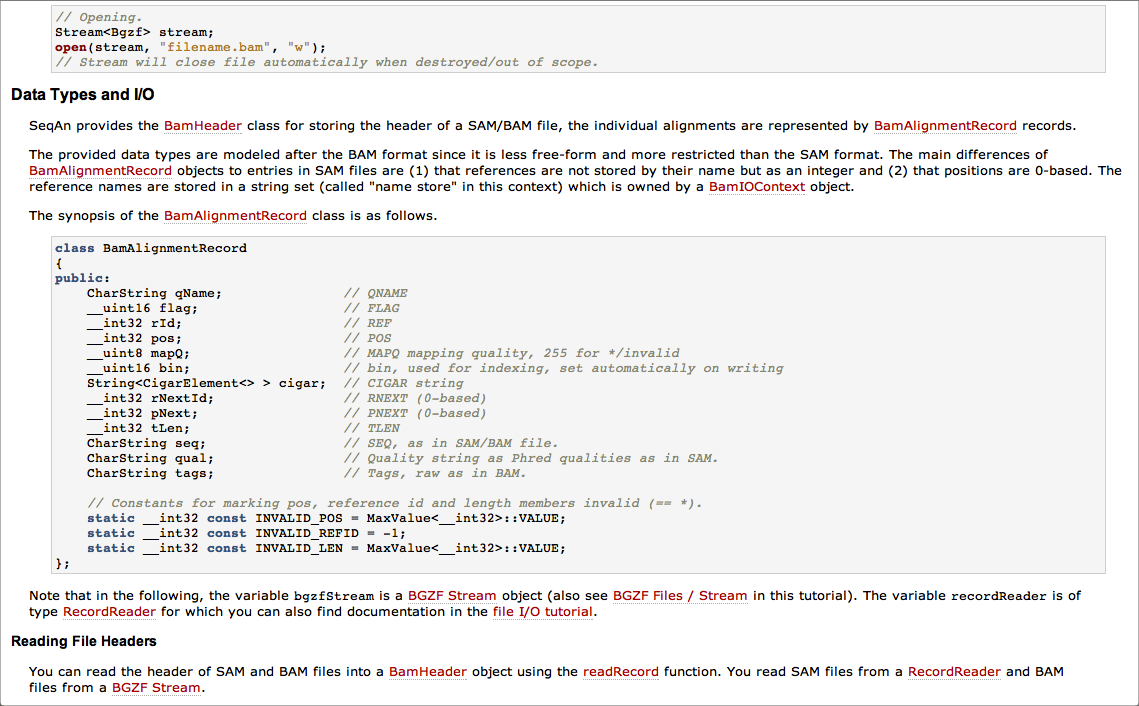 // Opening.
Stream<Bgzf> stream;
open(stream, "filename.bam", "w");
// Stream will close file automatically when destroyed/out of scope.
Data Types and I/O
SeqAn provides the BamHeader class for storing the header of a SAM/BAM file, the individual alignments are represented by BamAlignmentRecord records.
The provided data types are modeled after the BAM format since it is less free-form and more restricted than the SAM format. The main differences of
BamAlignmentRecord objects to entries in SAM files are (1) that references are not stored by their name but as an integer and (2) that positions are 0-based. The
reference names are stored in a string set (called "name store" in this context) which is owned by a BamIOContext object.
The synopsis of the BamAlignmentRecord class is as follows.
class BamAlignmentRecord
{
public:
    CharString qName;               // QNAME
    __uint16 flag;                  // FLAG
    __int32 rId;                    // REF
    __int32 pos;                    // POS
    __uint8 mapQ;                   // MAPQ mapping quality, 255 for */invalid
    __uint16 bin;                   // bin, used for indexing, set automatically on writing
    String<CigarElement<> > cigar;  // CIGAR string
    __int32 rNextId;                // RNEXT (0-based)
    __int32 pNext;                  // PNEXT (0-based)
    __int32 tLen;                   // TLEN
    CharString seq;                 // SEQ, as in SAM/BAM file.
    CharString qual;                // Quality string as Phred qualities as in SAM.
    CharString tags;                // Tags, raw as in BAM.
    // Constants for marking pos, reference id and length members invalid (== *).
    static __int32 const INVALID_POS = MaxValue<__int32>::VALUE;
    static __int32 const INVALID_REFID = -1;
    static __int32 const INVALID_LEN = MaxValue<__int32>::VALUE;
};
Note that in the following, the variable bgzfStream is a BGZF Stream object (also see BGZF Files / Stream in this tutorial). The variable recordReader is of
type RecordReader for which you can also find documentation in the file I/O tutorial.
Reading File Headers
You can read the header of SAM and BAM files into a BamHeader object using the readRecord function. You read SAM files from a RecordReader and BAM
files from a BGZF Stream.